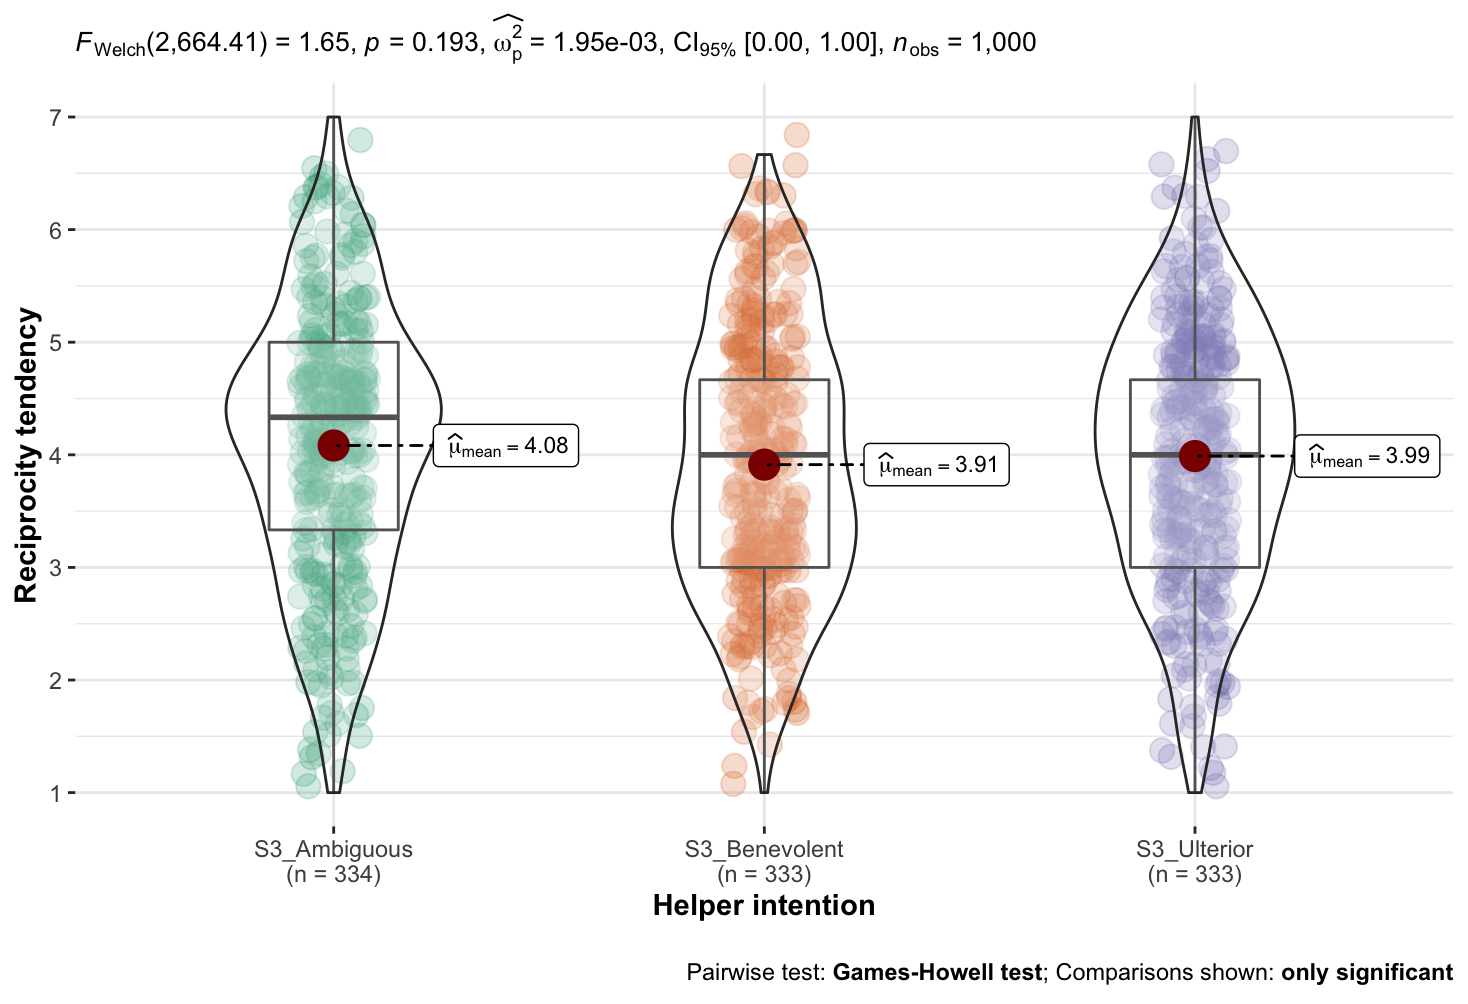 F_Welch(2,664.41) = 1.65, p = 0.193, ω̂²_p = 1.95e-03, CI_95% [0.00, 1.00], n_obs = 1,000
7
6
5
4
3
2
1
Reciprocity tendency
μ̂_mean = 4.08
μ̂_mean = 3.91
μ̂_mean = 3.99
S3_Ambiguous
(n = 334)
S3_Benevolent
(n = 333)
S3_Ulterior
(n = 333)
Helper intention
Pairwise test: Games-Howell test; Comparisons shown: only significant